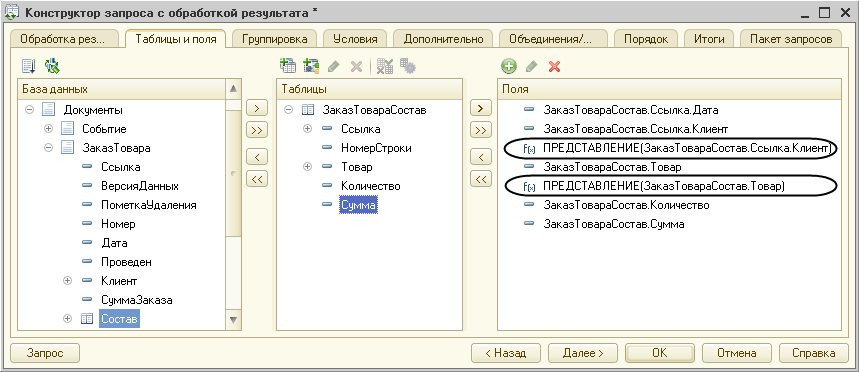 Конструктор запроса с обработкой результата *
Обработка рез... Таблицы и поля Группировка Условия Дополнительно Объединения/... Порядок Итоги Пакет запросов
База данных
Документы
Событие
ЗаказТовара
Ссылка
ВерсияДанных
ПометкаУдаления
Номер
Дата
Проведен
Клиент
СуммаЗаказа
Состав
>
>>
<
<<
Таблицы
ЗаказТовараСостав
Ссылка
НомерСтроки
Товар
Количество
Сумма
>
>>
<
<<
Поля
ЗаказТовараСостав.Ссылка.Дата
ЗаказТовараСостав.Ссылка.Клиент
ПРЕДСТАВЛЕНИЕ(ЗаказТовараСостав.Ссылка.Клиент)
ЗаказТовараСостав.Товар
ПРЕДСТАВЛЕНИЕ(ЗаказТовараСостав.Товар)
ЗаказТовараСостав.Количество
ЗаказТовараСостав.Сумма
Запрос < Назад Далее > OK Отмена Справка